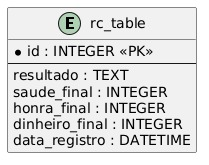 E rc_table
* id : INTEGER «PK»
resultado : TEXT
saude_final : INTEGER
honra_final : INTEGER
dinheiro_final : INTEGER
data_registro : DATETIME